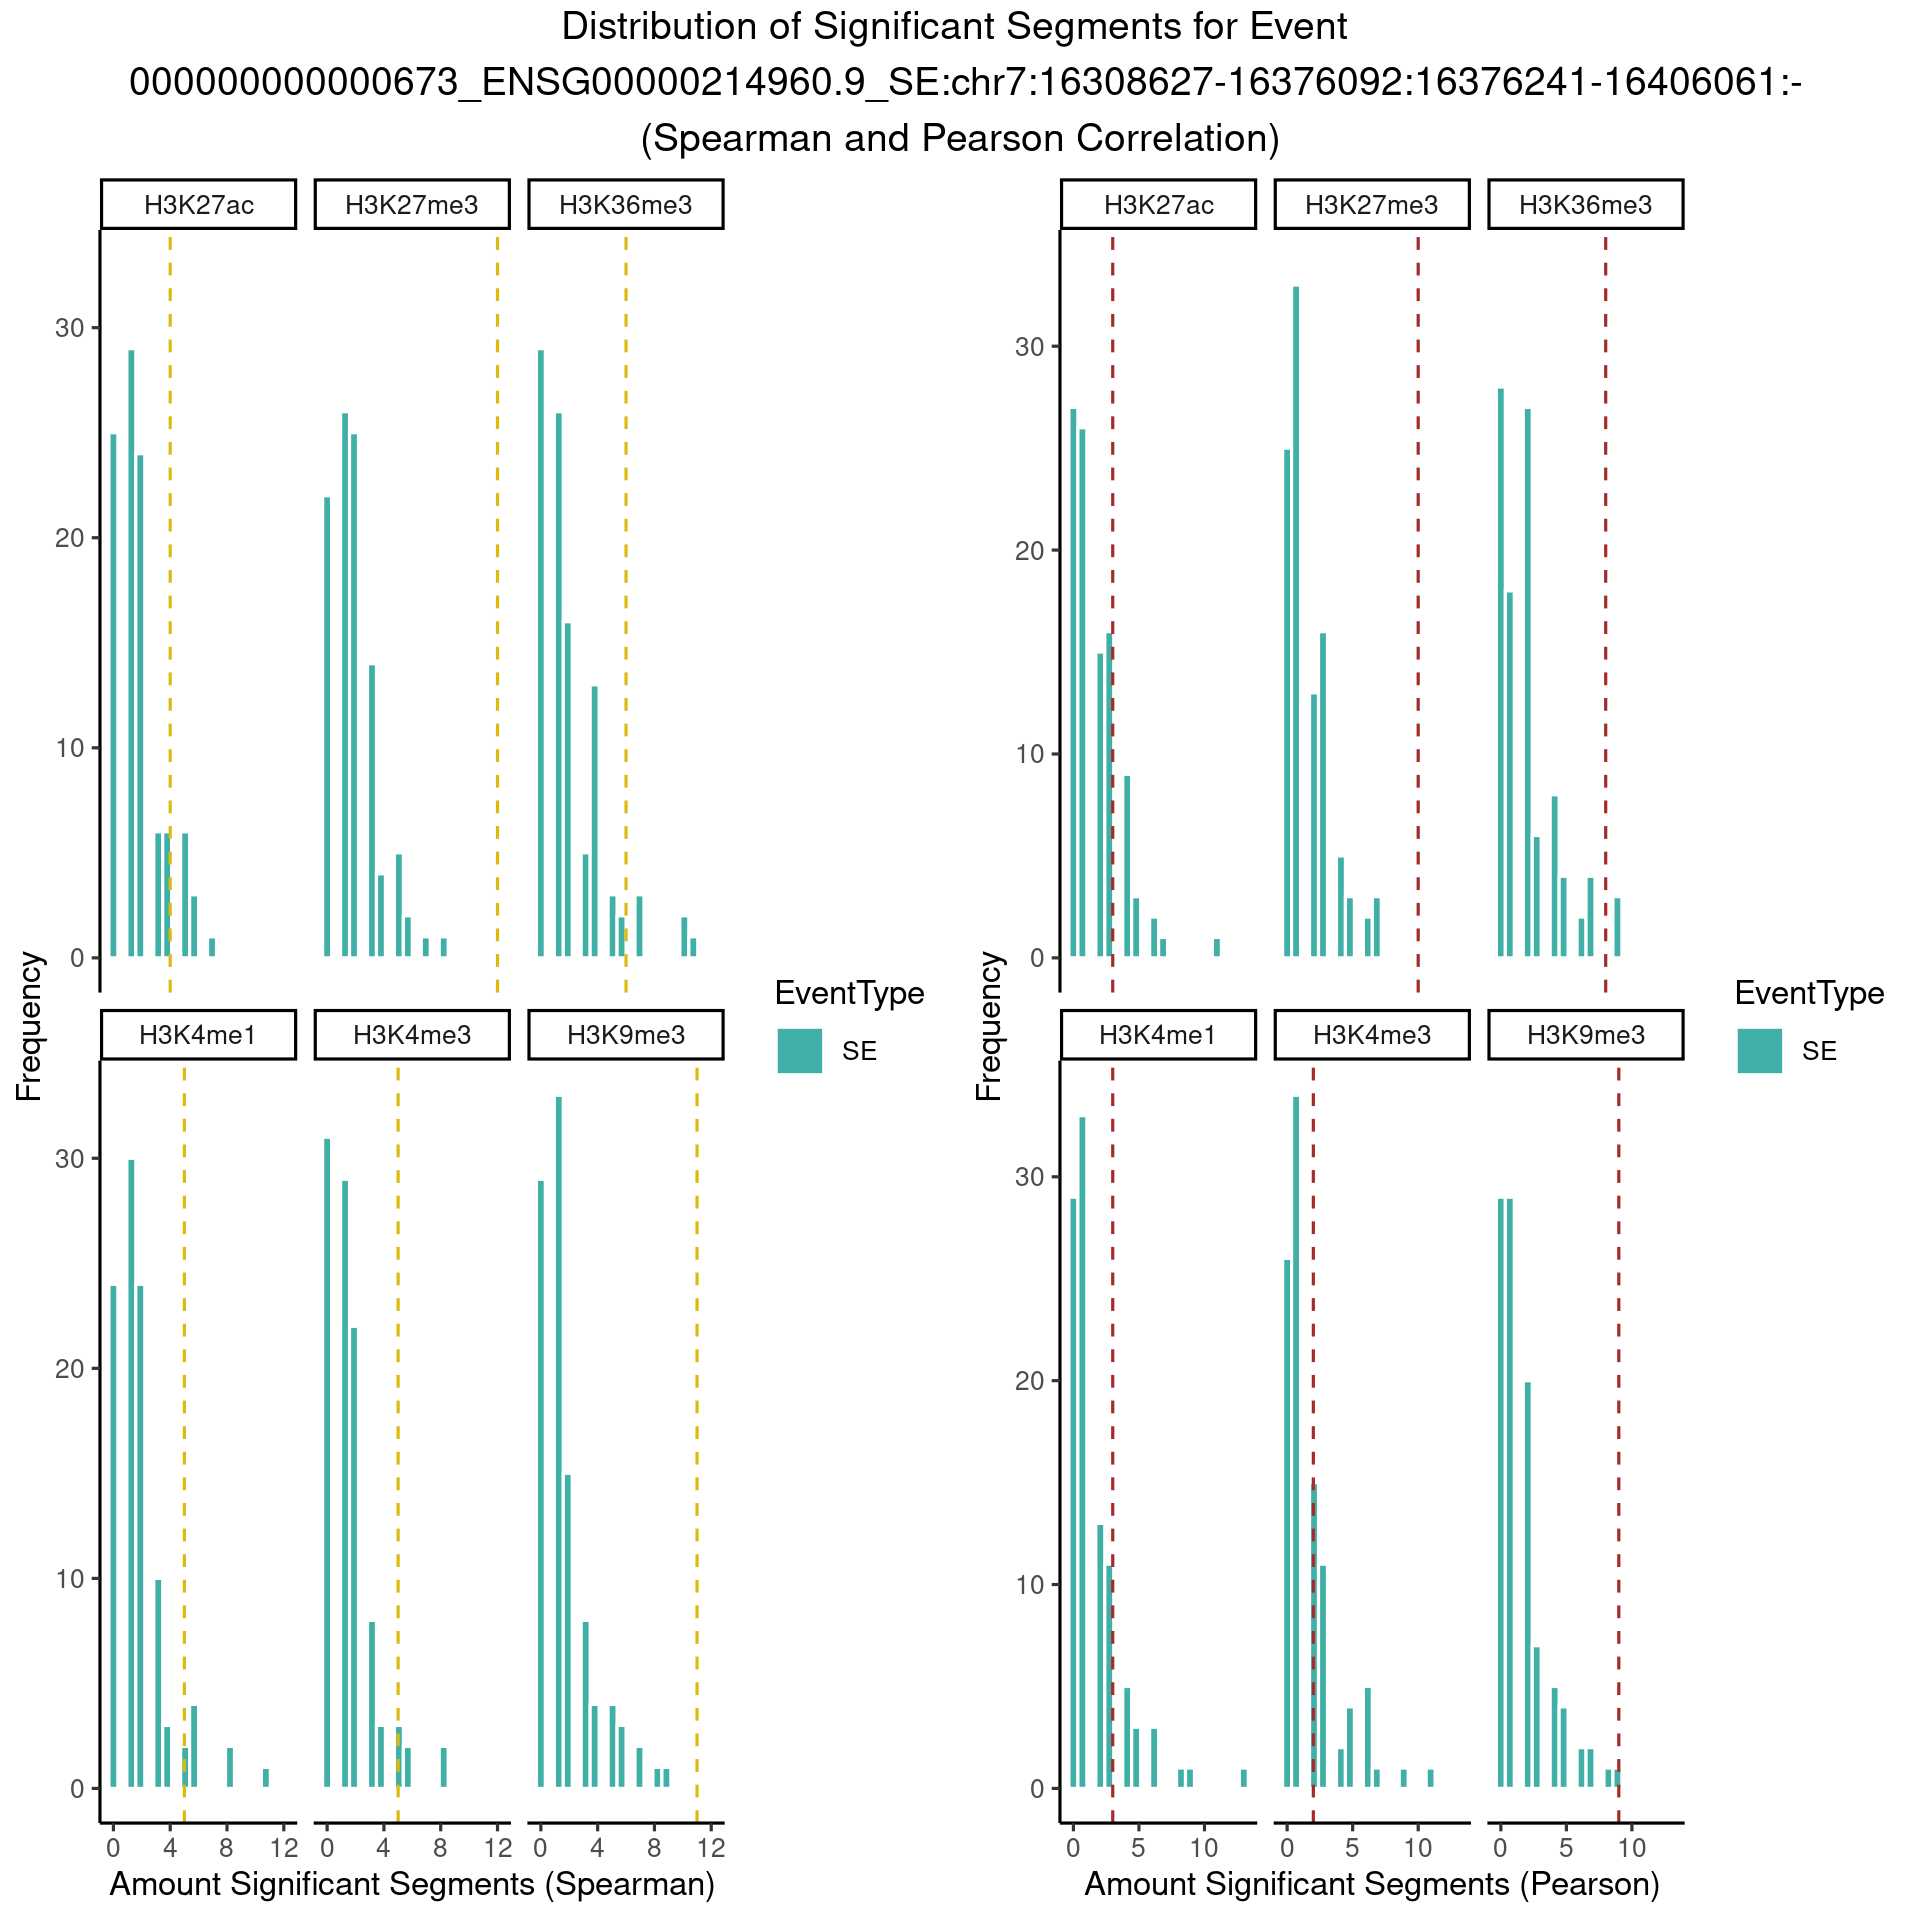 Distribution of Significant Segments for Event
000000000000673_ENSG00000214960.9_SE:chr7:16308627-16376092:16376241-16406061:-
(Spearman and Pearson Correlation)
H3K27ac H3K27me3 H3K36me3
30
20
10
0
H3K4me1 H3K4me3 H3K9me3
30
20
10
0
0 4 8 12 0 4 8 12 0 4 8 12
Amount Significant Segments (Spearman)
Frequency
EventType
SE
H3K27ac H3K27me3 H3K36me3
30
20
10
0
H3K4me1 H3K4me3 H3K9me3
30
20
10
0
0 5 10 0 5 10 0 5 10
Amount Significant Segments (Pearson)
Frequency
EventType
SE